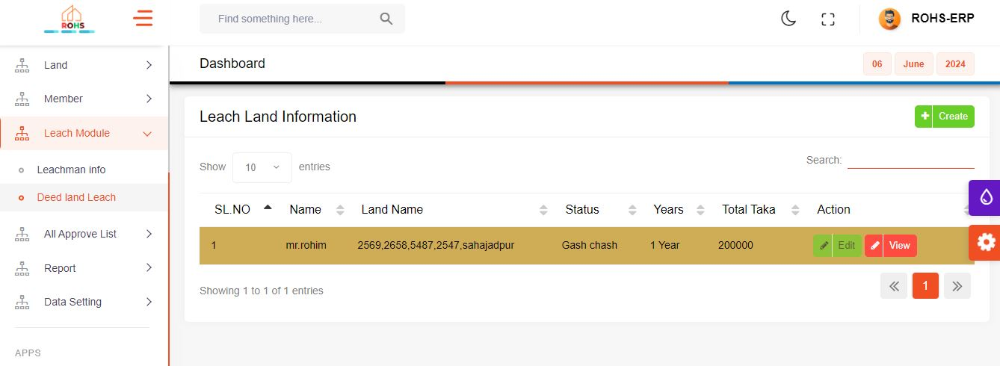 ROHS
Find something here...
ROHS-ERP
Land
Member
Leach Module
Leachman info
Deed land Leach
All Approve List
Report
Data Setting
APPS
Dashboard
06 June 2024
Leach Land Information
Create
Show 10 entries
Search:
SL.NO Name Land Name Status Years Total Taka Action
1 mr.rohim 2569,2658,5487,2547,sahajadpur Gash chash 1 Year 200000 Edit View
Showing 1 to 1 of 1 entries
1